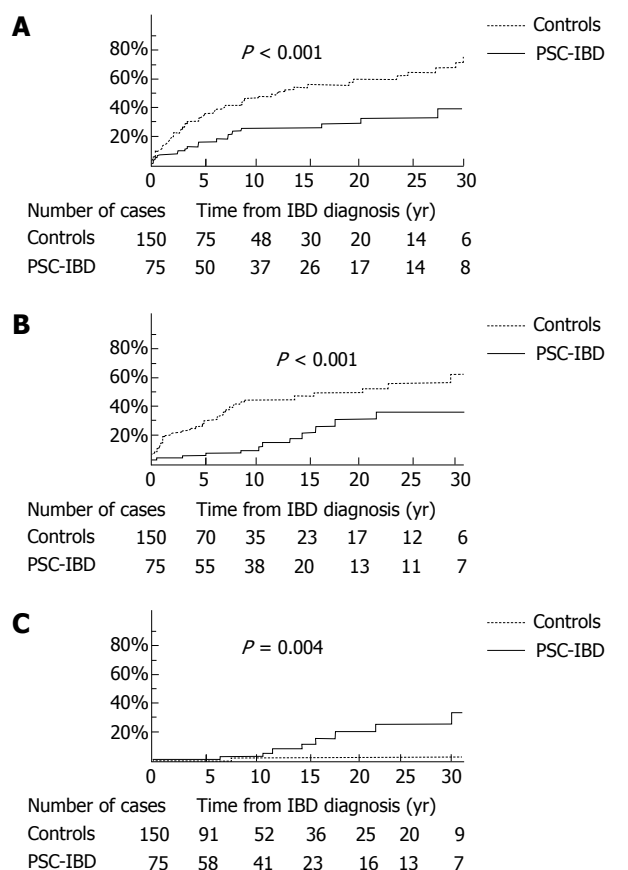 A
Controls
PSC-IBD
P < 0.001
80%
60%
40%
20%
0 5 10 15 20 25 30
Number of cases Time from IBD diagnosis (yr)
Controls 150 75 48 30 20 14 6
PSC-IBD 75 50 37 26 17 14 8
B
Controls
PSC-IBD
P < 0.001
80%
60%
40%
20%
0 5 10 15 20 25 30
Number of cases Time from IBD diagnosis (yr)
Controls 150 70 35 23 17 12 6
PSC-IBD 75 55 38 20 13 11 7
C
Controls
PSC-IBD
P = 0.004
80%
60%
40%
20%
0 5 10 15 20 25 30
Number of cases Time from IBD diagnosis (yr)
Controls 150 91 52 36 25 20 9
PSC-IBD 75 58 41 23 16 13 7